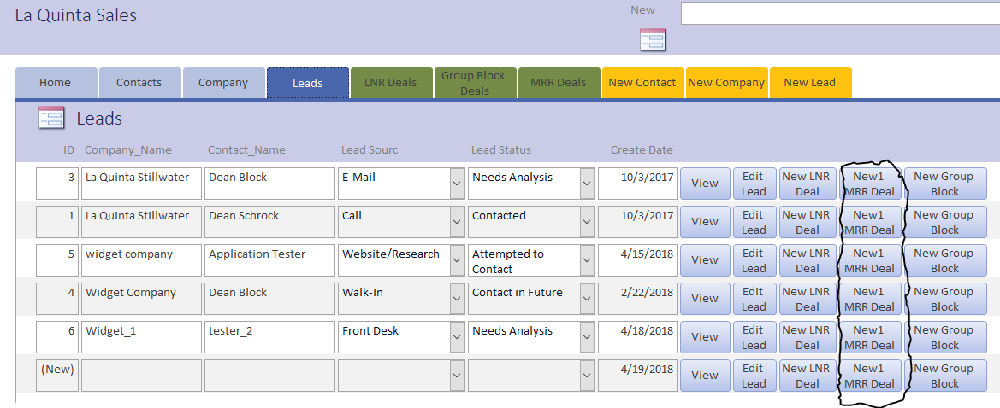 La Quinta Sales
New
Home Contacts Company Leads LNR Deals Group Block Deals MRR Deals New Contact New Company New Lead
Leads
ID Company_Name Contact_Name Lead Sourc Lead Status Create Date
3 La Quinta Stillwater Dean Block E-Mail Needs Analysis 10/3/2017 View Edit Lead New LNR Deal New1 MRR Deal New Group Block
1 La Quinta Stillwater Dean Schrock Call Contacted 10/3/2017 View Edit Lead New LNR Deal New1 MRR Deal New Group Block
5 widget company Application Tester Website/Research Attempted to Contact 4/15/2018 View Edit Lead New LNR Deal New1 MRR Deal New Group Block
4 Widget Company Dean Block Walk-In Contact in Future 2/22/2018 View Edit Lead New LNR Deal New1 MRR Deal New Group Block
6 Widget_1 tester_2 Front Desk Needs Analysis 4/18/2018 View Edit Lead New LNR Deal New1 MRR Deal New Group Block
(New) 4/19/2018 View Edit Lead New LNR Deal New1 MRR Deal New Group Block